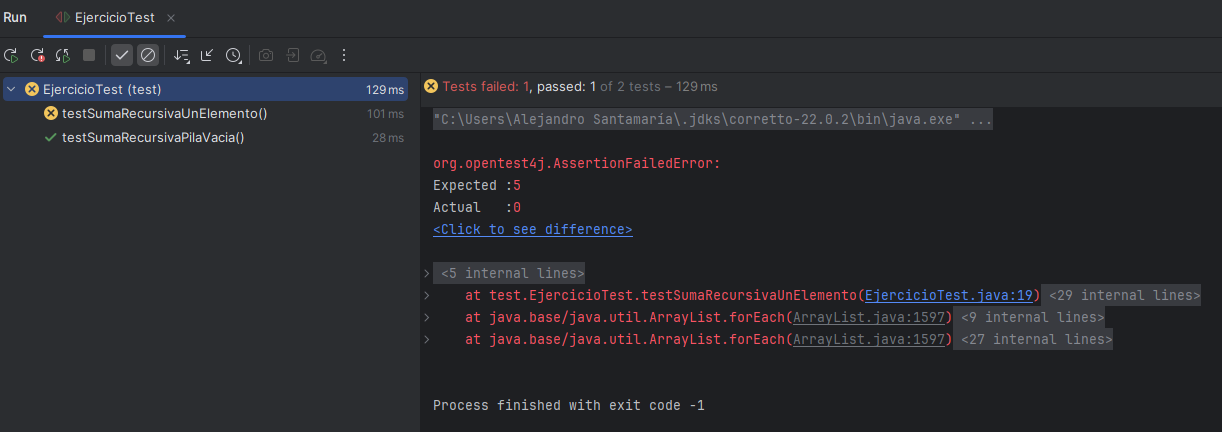 Run EjercicioTest ×
EjercicioTest (test) 129 ms
testSumaRecursivaUnElemento() 101 ms
testSumaRecursivaPilaVacia() 28 ms
Tests failed: 1, passed: 1 of 2 tests – 129 ms
"C:\Users\Alejandro Santamaria\.jdks\corretto-22.0.2\bin\java.exe" ...
org.opentest4j.AssertionFailedError:
Expected :5
Actual   :0
<Click to see difference>
<5 internal lines>
at test.EjercicioTest.testSumaRecursivaUnElemento(EjercicioTest.java:19) <29 internal lines>
at java.base/java.util.ArrayList.forEach(ArrayList.java:1597) <9 internal lines>
at java.base/java.util.ArrayList.forEach(ArrayList.java:1597) <27 internal lines>
Process finished with exit code -1